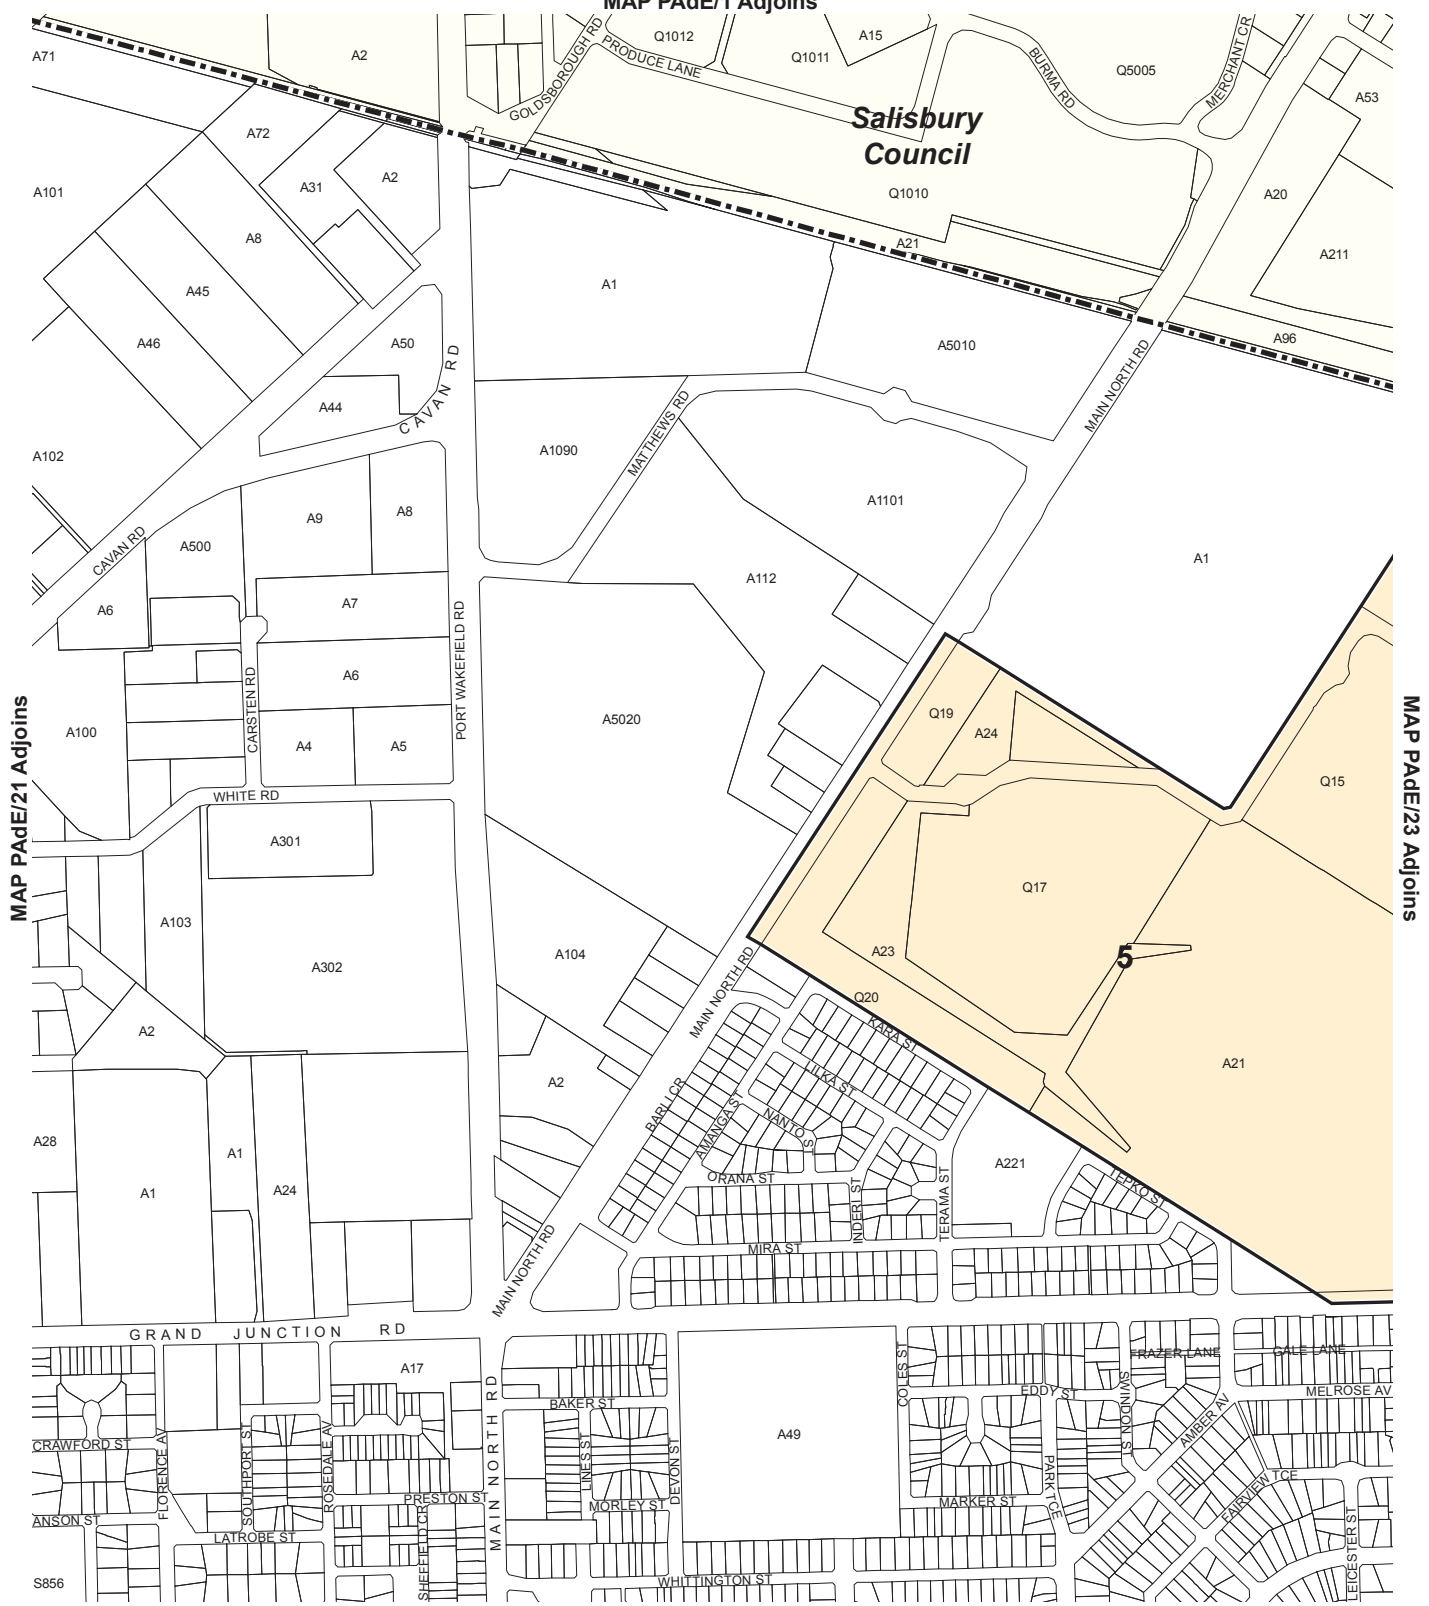 MAP PAdE/1 Adjoins
A71
A2
Q1012
A15
Q1011
GOLDSBOROUGH RD
PRODUCE LANE
BURMA RD
Q5005
MERCHANT CR
A53
Salisbury
Council
A72
A101
A31
A2
Q1010
A20
A8
A21
A211
A45
A1
A46
A50
A5010
A96
CAVAN RD
MAIN NORTH RD
A44
MATTHEWS RD
A102
A1090
A1101
A9
A8
CAVAN RD
A500
A1
A112
A6
A7
PORT WAKEFIELD RD
A6
CARSTEN RD
MAP PAdE/21 Adjoins
MAP PAdE/23 Adjoins
A100
A4
A5
A5020
Q19
A24
Q15
WHITE RD
A301
Q17
A103
A302
A104
A23
5
MAIN NORTH RD
Q20
A2
KARA ST
A2
ILKA ST
A21
BARLI CR
AMANGA ST
NANTO ST
A28
A1
A1
A24
ORANA ST
A221
TEPKO ST
INDERI ST
TERAMA ST
MIRA ST
MAIN NORTH RD
GRAND JUNCTION RD
A17
COLES ST
FRAZER LANE
GALE LANE
MAIN NORTH RD
BAKER ST
EDDY ST
SWINDON ST
MELROSE AV
AMBER AV
CRAWFORD ST
FLORENCE AV
SOUTHPORT ST
ROSEDALE AV
LINES ST
DEVON ST
A49
PARK TCE
FAIRVIEW TCE
PRESTON ST
MORLEY ST
MARKER ST
ANSON ST
LATROBE ST
SHEFFIELD CR
LEICESTER ST
S856
WHITTINGTON ST